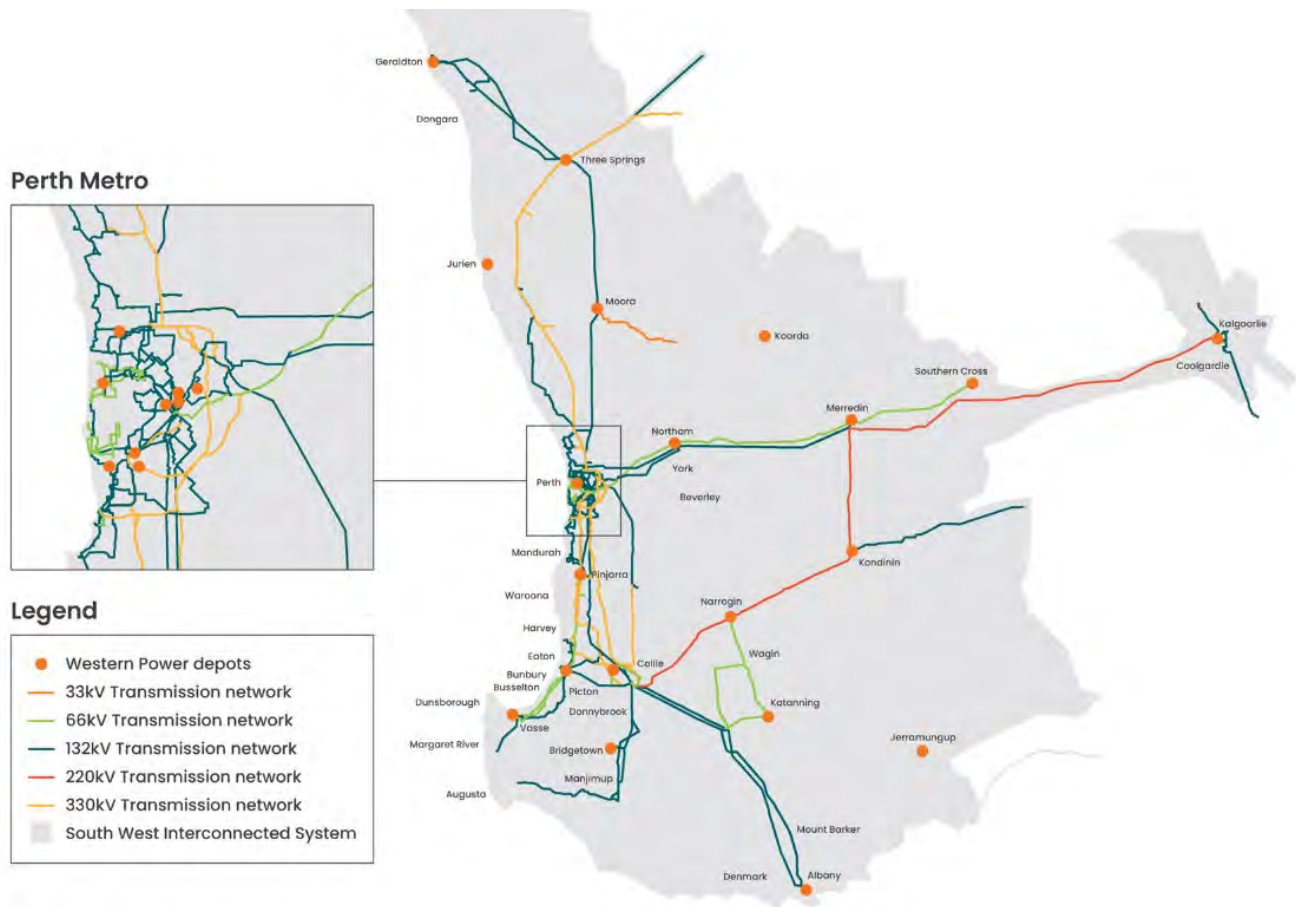 Geraldton
Dongara
Three Springs
Perth Metro
Jurien
Moora
Koorda
Kalgoorlie
Coolgardie
Southern Cross
Merredin
Northam
York
Perth
Beverley
Mandurah
Kondinin
Pinjarra
Waroona
Narrogin
Legend
Harvey
Eaton
Collie
Wagin
Bunbury
Busselton
Picton
Dunsborough
Donnybrook
Katanning
Vasse
Margaret River
Bridgetown
Jerramungup
Manjimup
Augusta
Mount Barker
Denmark
Albany
Western Power depots
33kV Transmission network
66kV Transmission network
132kV Transmission network
220kV Transmission network
330kV Transmission network
South West Interconnected System